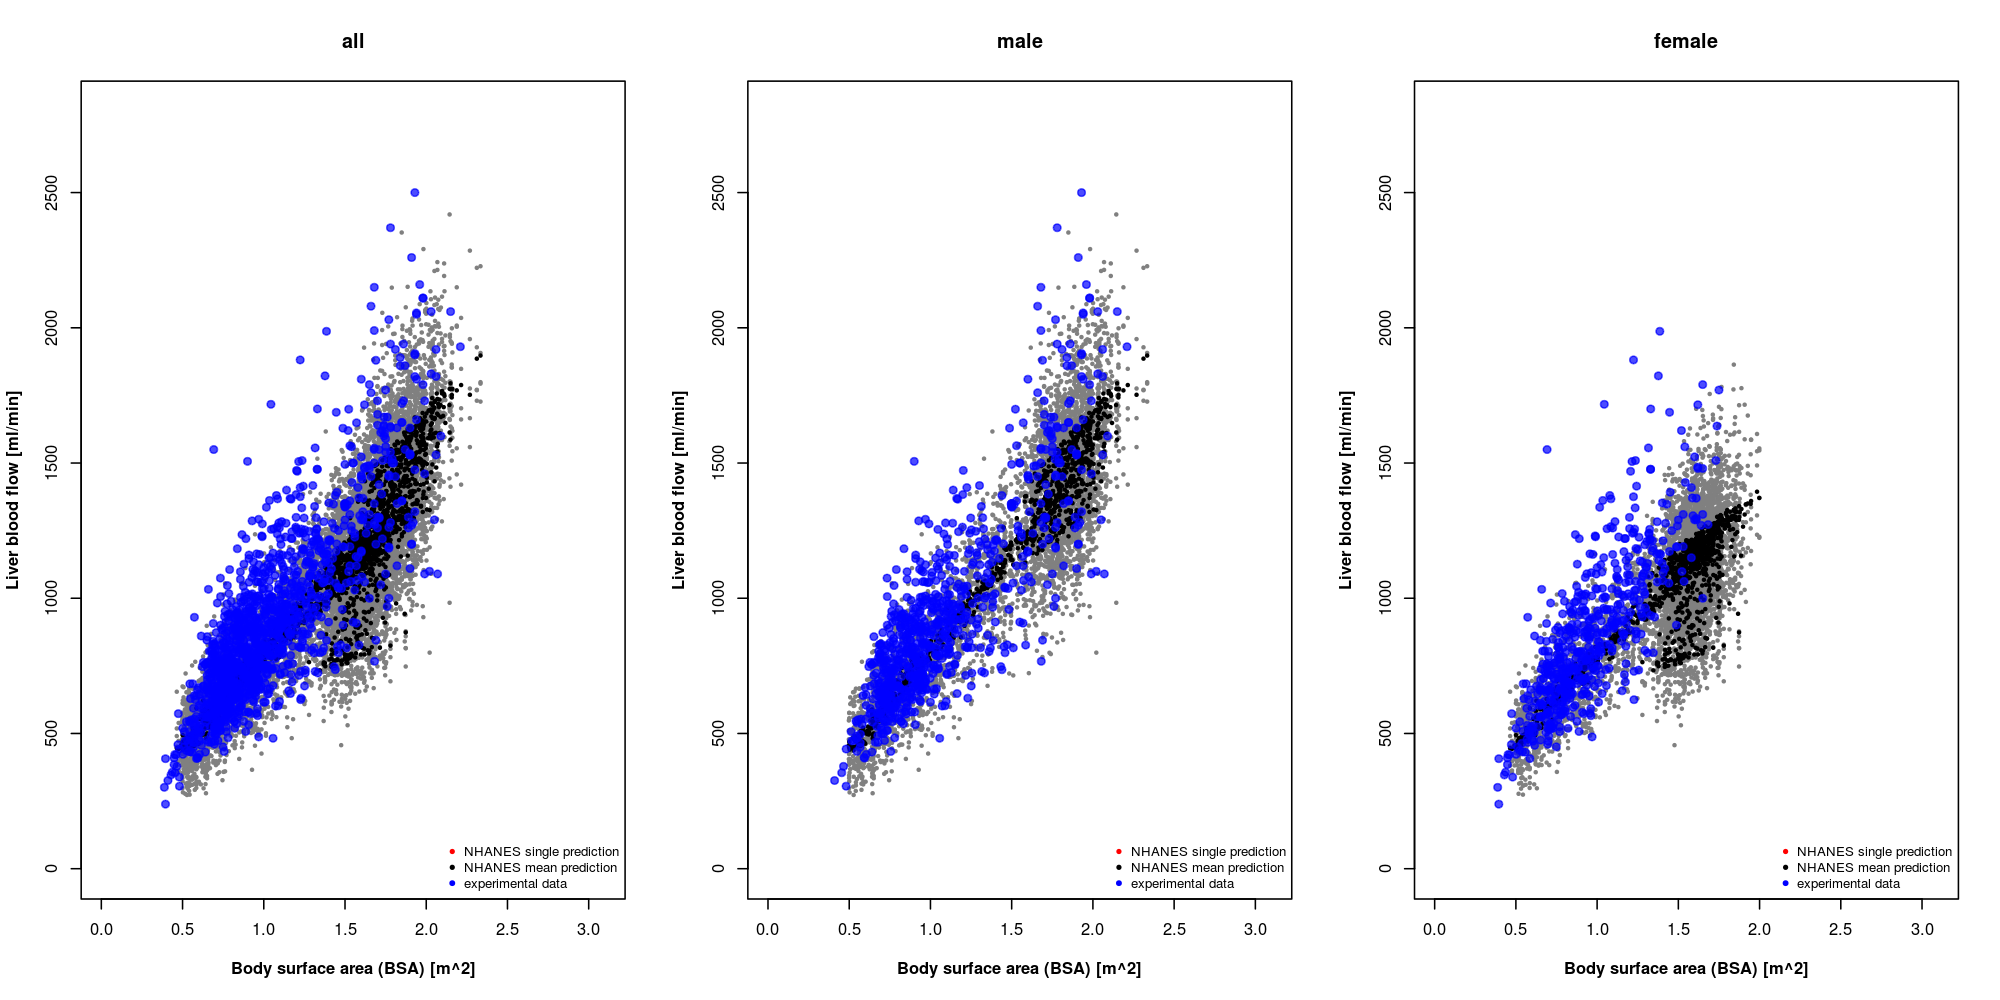 all
Liver blood flow [ml/min]
2500
2000
1500
1000
500
0
NHANES single prediction
NHANES mean prediction
experimental data
0.0 0.5 1.0 1.5 2.0 2.5 3.0
Body surface area (BSA) [m^2]
male
Liver blood flow [ml/min]
2500
2000
1500
1000
500
0
NHANES single prediction
NHANES mean prediction
experimental data
0.0 0.5 1.0 1.5 2.0 2.5 3.0
Body surface area (BSA) [m^2]
female
Liver blood flow [ml/min]
2500
2000
1500
1000
500
0
NHANES single prediction
NHANES mean prediction
experimental data
0.0 0.5 1.0 1.5 2.0 2.5 3.0
Body surface area (BSA) [m^2]